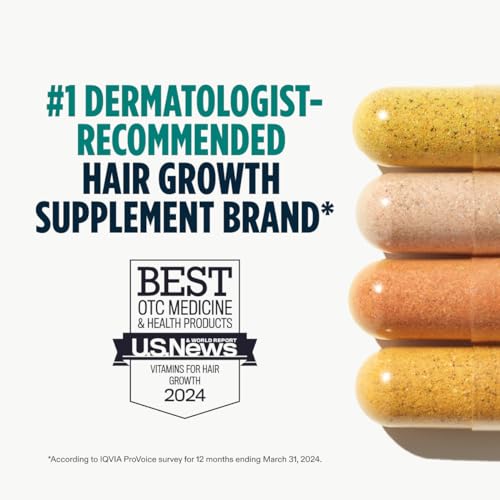 #1 DERMATOLOGIST-
RECOMMENDED
HAIR GROWTH
SUPPLEMENT BRAND*
BEST
OTC MEDICINE
& HEALTH PRODUCTS
U.S.News
& WORLD REPORT
VITAMINS FOR HAIR
GROWTH
2024
*According to IQVIA ProVoice survey for 12 months ending March 31, 2024.